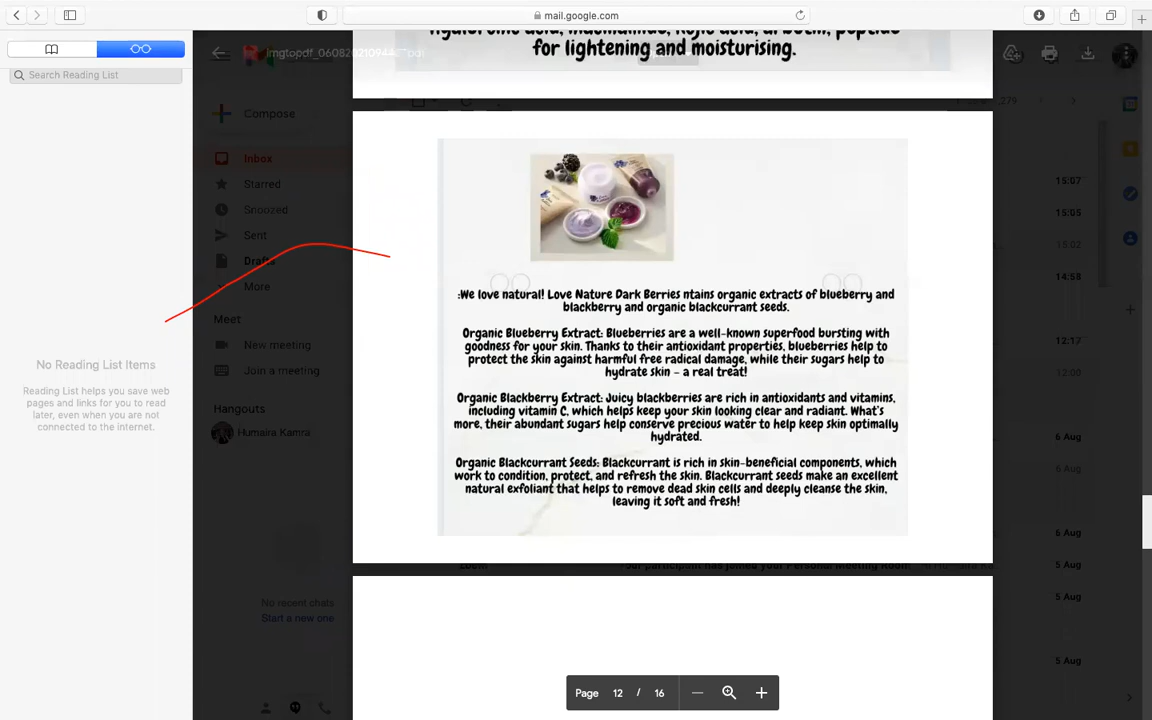 mail.google.com
Search Reading List
No Reading List Items
Reading List helps you save web
pages and links for you to read
later, even when you are not
connected to the internet.
Compose
Inbox
Starred
Snoozed
Sent
Drafts
More
Meet
New meeting
Join a meeting
Hangouts
Humaira Kamra
No recent chats
Start a new one
for lightening and moisturising.
:We love natural! Love Nature Dark Berries ntains organic extracts of blueberry and
blackberry and organic blackcurrant seeds.
Organic Blueberry Extract: Blueberries are a well-known superfood bursting with
goodness for your skin. Thanks to their antioxidant properties, blueberries help to
protect the skin against harmful free radical damage, while their sugars help to
hydrate skin - a real treat!
Organic Blackberry Extract: Juicy blackberries are rich in antioxidants and vitamins,
including vitamin C, which helps keep your skin looking clear and radiant. What's
more, their abundant sugars help conserve precious water to help keep skin optimally
hydrated.
Organic Blackcurrant Seeds: Blackcurrant is rich in skin-beneficial components, which
work to condition, protect, and refresh the skin. Blackcurrant seeds make an excellent
natural exfoliant that helps to remove dead skin cells and deeply cleanse the skin,
leaving it soft and fresh!
Page 12 / 16
15:07
15:05
15:02
14:58
12:17
12:00
6 Aug
6 Aug
6 Aug
5 Aug
5 Aug
5 Aug